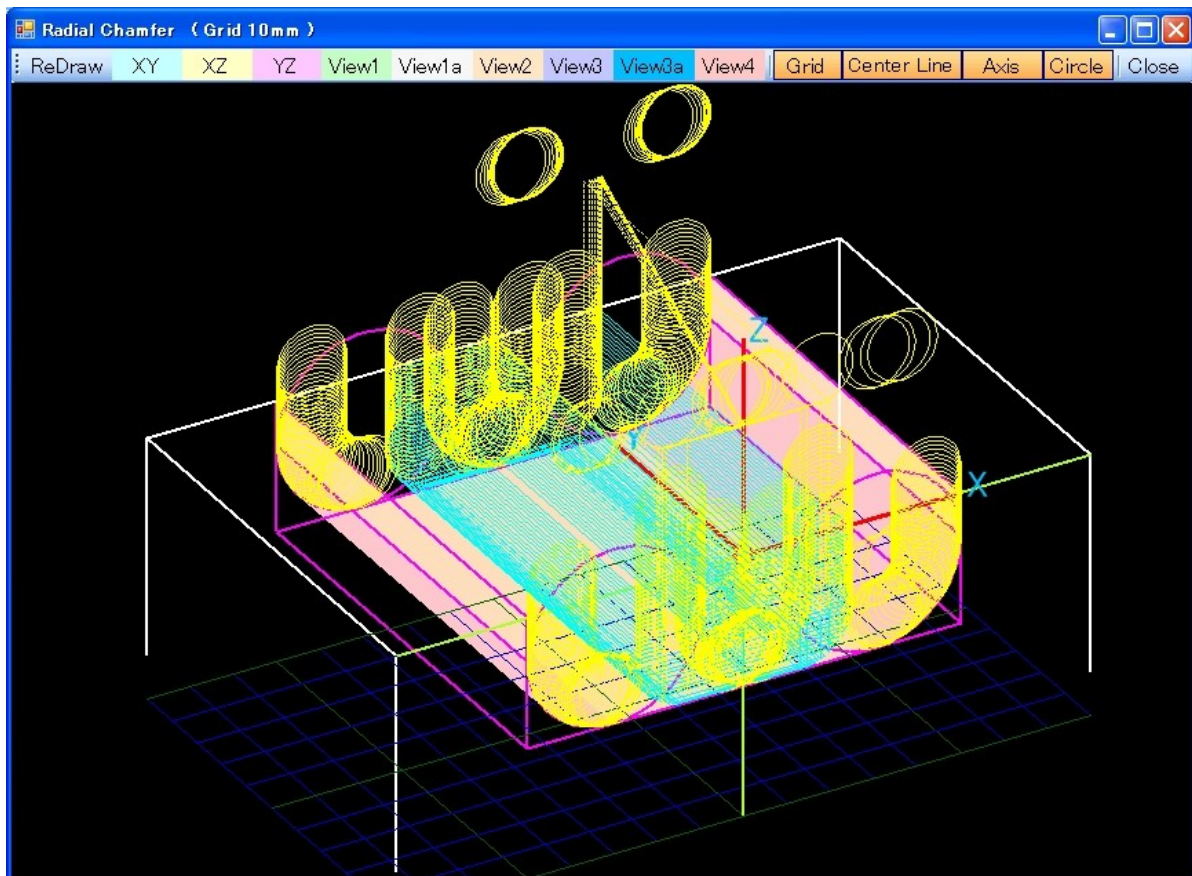 Radial Chamfer ( Grid 10mm )
ReDraw XY XZ YZ View1 View1a View2 View3 View3a View4 Grid Center Line Axis Circle Close
Z
Y
X